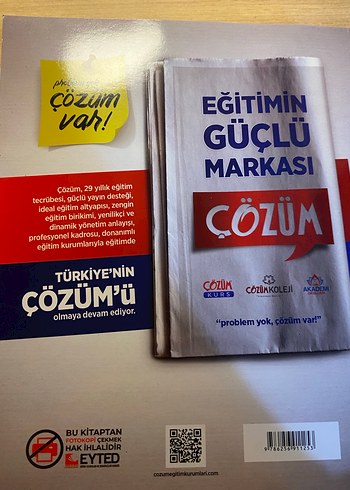 çözüm
var!
EĞİTİMİN
GÜÇLÜ
MARKASI
ÇÖZÜM
Çözüm, 29 yıllık eğitim
tecrübesi, güçlü yayın desteği,
ideal eğitim altyapısı, zengin
eğitim birikimi, yenilikçi ve
dinamik yönetim anlayışı,
profesyonel kadrosu, donanımlı
eğitim kurumlarıyla eğitimde
TÜRKİYE'NİN
ÇÖZÜM'Ü
olmaya devam ediyor.
ÇÖZÜM
KURS
ÇÖZÜMKOLEJİ
AKADEMİ
"problem yok, çözüm var!"
BU KİTAPTAN
FOTOKOPİ ÇEKMEK
HAK İHLALİDİR
EYTED
cozumegitimkurumlari.com
9 786256 911253